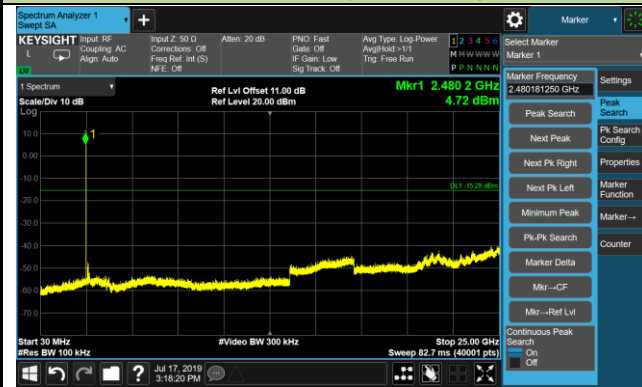 Spectrum Analyzer 1
Swept SA
+
Marker
KEYSIGHT
L
Input: RF
Coupling: AC
Align: Auto
Input Z: 50 Ω
Corrections: Off
Freq Ref: Int (S)
NFE: Off
Atten: 20 dB
PNO: Fast
Gate: Off
IF Gain: Low
Sig Track: Off
Avg Type: Log-Power
Avg|Hold:>1/1
Trig: Free Run
1 2 3 4 5 6
M W W W W W
P P N N N N
Select Marker
Marker 1
1 Spectrum
Scale/Div 10 dB
Log
Ref Lvl Offset 11.00 dB
Ref Level 20.00 dBm
Mkr1 2.480 2 GHz
4.72 dBm
10.0
0.00
-10.0
-20.0
-30.0
-40.0
-50.0
-60.0
-70.0
1
DL1 -15.28 dBm
Start 30 MHz
#Res BW 100 kHz
#Video BW 300 kHz
Stop 25.00 GHz
Sweep 82.7 ms (40001 pts)
Marker Frequency
2.480181250 GHz
Peak Search
Next Peak
Next Pk Right
Next Pk Left
Minimum Peak
Pk-Pk Search
Marker Delta
Mkr→CF
Mkr→Ref Lvl
Continuous Peak
Search
On
Off
Settings
Peak
Search
Pk Search
Config
Properties
Marker
Function
Marker→
Counter
?
Jul 17, 2019
3:18:20 PM